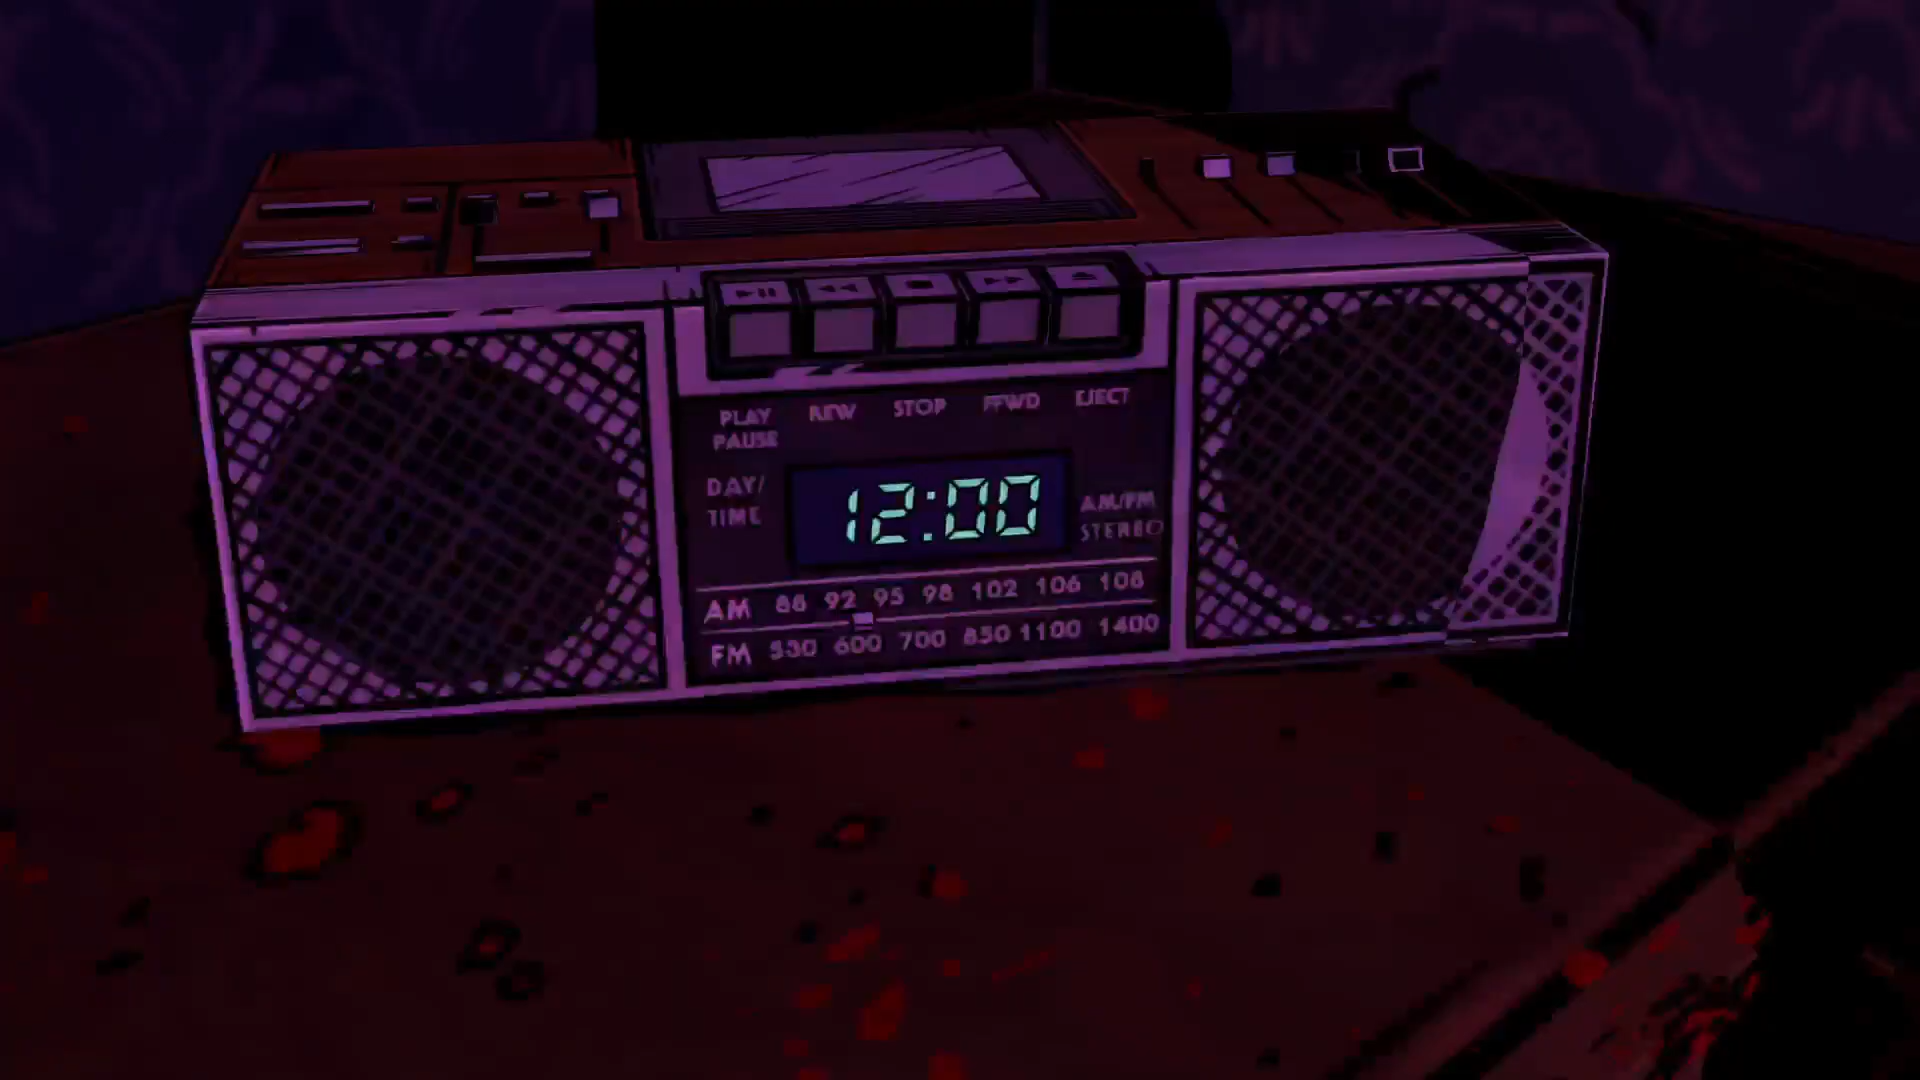 PLAY REW STOP FFWD EJECT
PAUSE
DAY/
TIME
12:00
AM/FM
STEREO
AM 88 92 95 98 102 106 108
FM 530 600 700 850 1100 1400